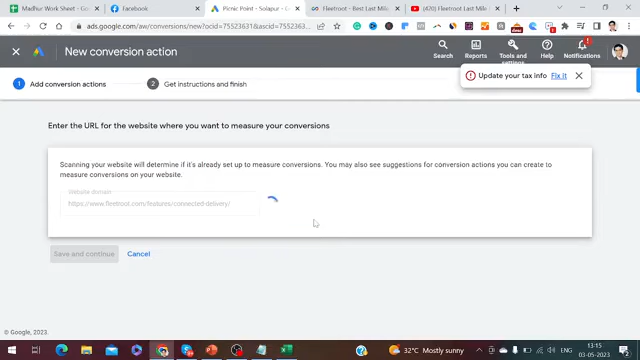 Madhur Work Sheet - Google She
Facebook
Picnic Point - Solapur - G
Fleetroot - Best Last Mile
(420) Fleetroot Last Mile
ads.google.com/aw/conversions/new?ocid=75523631&ascid=755236331...
New conversion action
Search
Reports
Tools and settings
Help
Notifications
Update your tax info
Fix It
1 Add conversion actions
2 Get instructions and finish
Enter the URL for the website where you want to measure your conversions
Scanning your website will determine if it's already set up to measure conversions. You may also see suggestions for conversion actions you can create to
measure conversions on your website.
Website domain
https://www.fleetroot.com/features/connected-delivery/
Save and continue
Cancel
© Google, 2023.
32°C Mostly sunny
ENG
13:15
03-05-2023